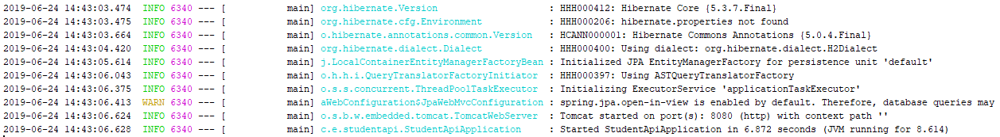 2019-06-24 14:43:03.474  INFO 6340 --- [           main] org.hibernate.Version                    : HHH000412: Hibernate Core {5.3.7.Final}
2019-06-24 14:43:03.475  INFO 6340 --- [           main] org.hibernate.cfg.Environment            : HHH000206: hibernate.properties not found
2019-06-24 14:43:03.664  INFO 6340 --- [           main] o.hibernate.annotations.common.Version   : HCANN000001: Hibernate Commons Annotations {5.0.4.Final}
2019-06-24 14:43:04.420  INFO 6340 --- [           main] org.hibernate.dialect.Dialect            : HHH000400: Using dialect: org.hibernate.dialect.H2Dialect
2019-06-24 14:43:05.614  INFO 6340 --- [           main] j.LocalContainerEntityManagerFactoryBean : Initialized JPA EntityManagerFactory for persistence unit 'default'
2019-06-24 14:43:06.043  INFO 6340 --- [           main] o.h.h.i.QueryTranslatorFactoryInitiator  : HHH000397: Using ASTQueryTranslatorFactory
2019-06-24 14:43:06.375  INFO 6340 --- [           main] o.s.s.concurrent.ThreadPoolTaskExecutor  : Initializing ExecutorService 'applicationTaskExecutor'
2019-06-24 14:43:06.413  WARN 6340 --- [           main] aWebConfiguration$JpaWebMvcConfiguration : spring.jpa.open-in-view is enabled by default. Therefore, database queries may
2019-06-24 14:43:06.624  INFO 6340 --- [           main] o.s.b.w.embedded.tomcat.TomcatWebServer  : Tomcat started on port(s): 8080 (http) with context path ''
2019-06-24 14:43:06.628  INFO 6340 --- [           main] c.e.studentapi.StudentApiApplication     : Started StudentApiApplication in 6.872 seconds (JVM running for 8.614)